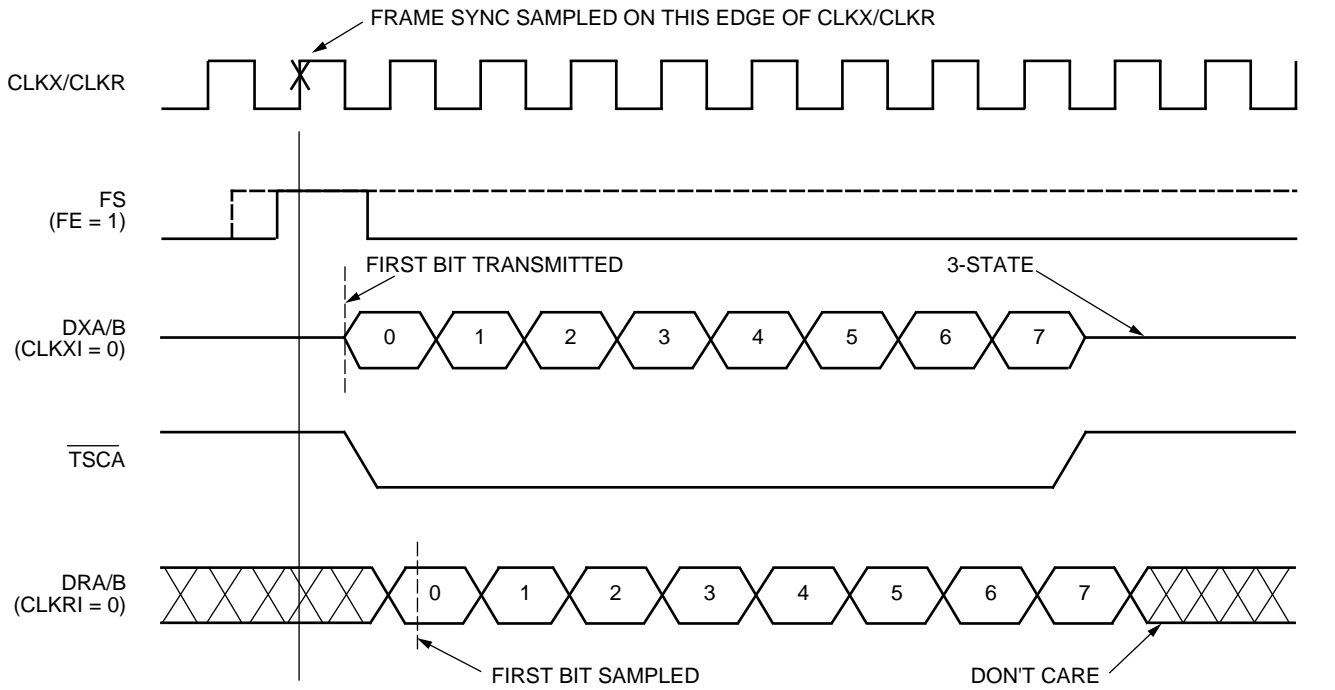 FRAME SYNC SAMPLED ON THIS EDGE OF CLKX/CLKR
CLKX/CLKR
FS
(FE = 1)
FIRST BIT TRANSMITTED
3-STATE
DXA/B
(CLKXI = 0)
0 1 2 3 4 5 6 7
TSCA
DRA/B
(CLKRI = 0)
0 1 2 3 4 5 6 7
FIRST BIT SAMPLED
DON'T CARE